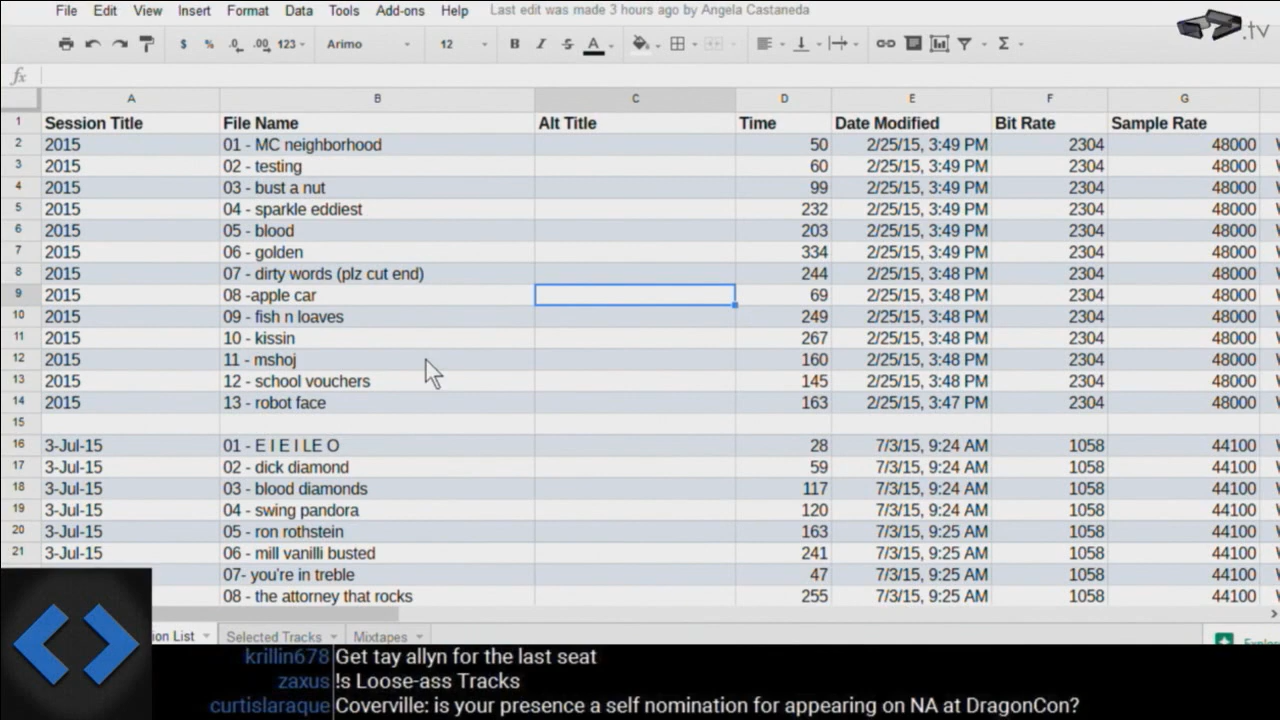 File Edit View Insert Format Data Tools Add-ons Help Last edit was made 3 hours ago by Angela Castaneda
.tv
$ % .0 .00 123 Arimo 12 B I S A Σ
fx
A B C D E F G
1 Session Title File Name Alt Title Time Date Modified Bit Rate Sample Rate
2 2015 01 - MC neighborhood 50 2/25/15, 3:49 PM 2304 48000
3 2015 02 - testing 60 2/25/15, 3:49 PM 2304 48000
4 2015 03 - bust a nut 99 2/25/15, 3:49 PM 2304 48000
5 2015 04 - sparkle eddiest 232 2/25/15, 3:49 PM 2304 48000
6 2015 05 - blood 203 2/25/15, 3:49 PM 2304 48000
7 2015 06 - golden 334 2/25/15, 3:49 PM 2304 48000
8 2015 07 - dirty words (plz cut end) 244 2/25/15, 3:48 PM 2304 48000
9 2015 08 -apple car 69 2/25/15, 3:48 PM 2304 48000
10 2015 09 - fish n loaves 249 2/25/15, 3:48 PM 2304 48000
11 2015 10 - kissin 267 2/25/15, 3:48 PM 2304 48000
12 2015 11 - mshoj 160 2/25/15, 3:48 PM 2304 48000
13 2015 12 - school vouchers 145 2/25/15, 3:48 PM 2304 48000
14 2015 13 - robot face 163 2/25/15, 3:47 PM 2304 48000
15
16 3-Jul-15 01 - E I E I LE O 28 7/3/15, 9:24 AM 1058 44100
17 3-Jul-15 02 - dick diamond 59 7/3/15, 9:24 AM 1058 44100
18 3-Jul-15 03 - blood diamonds 117 7/3/15, 9:24 AM 1058 44100
19 3-Jul-15 04 - swing pandora 120 7/3/15, 9:24 AM 1058 44100
20 3-Jul-15 05 - ron rothstein 163 7/3/15, 9:25 AM 1058 44100
21 3-Jul-15 06 - mill vanilli busted 241 7/3/15, 9:25 AM 1058 44100
07- you're in treble 47 7/3/15, 9:25 AM 1058 44100
08 - the attorney that rocks 255 7/3/15, 9:25 AM 1058 44100
ion List Selected Tracks Mixtapes
krillin678 Get tay allyn for the last seat
zaxus !s Loose-ass Tracks
curtislaraque Coverville: is your presence a self nomination for appearing on NA at DragonCon?